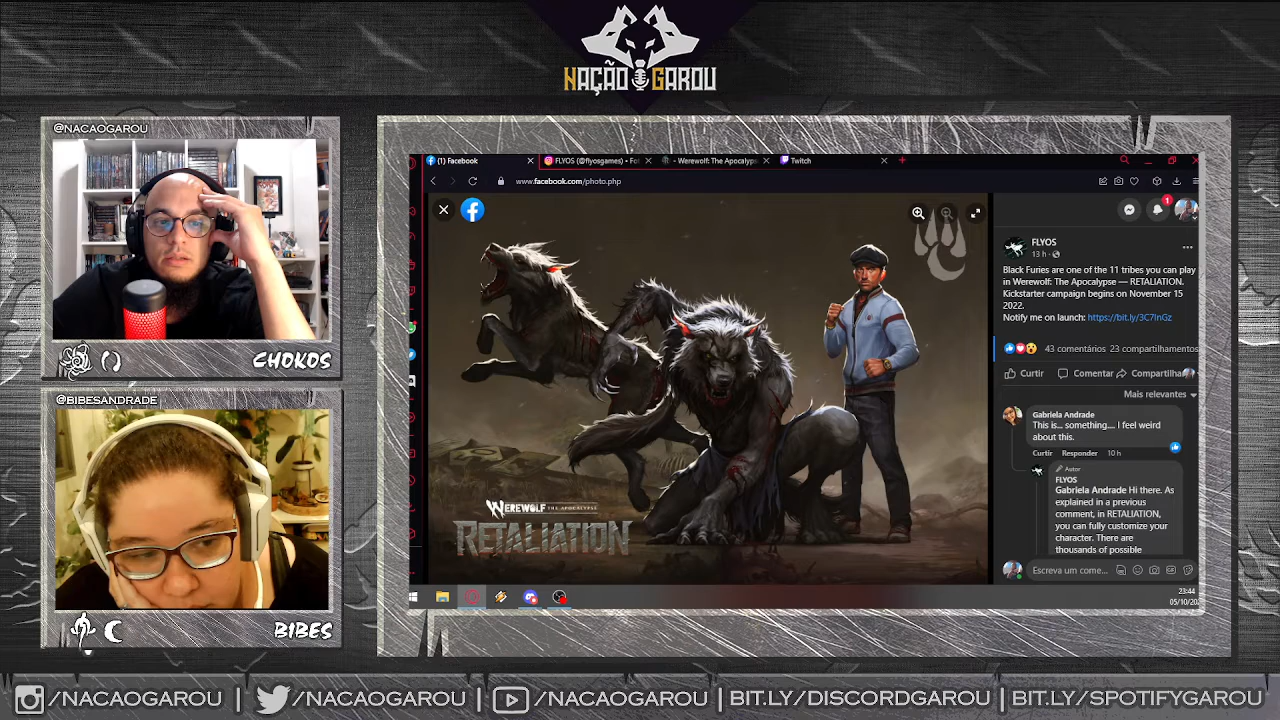 NAÇÃO GAROU
@NACAOGAROU
CHOKOS
@BIBESANDRADE
BIBES
(1) Facebook
FLYOS (@flyosgames) • Fo
- Werewolf: The Apocalyps
Twitch
www.facebook.com/photo.php
WEREWOLF THE APOCALYPSE
RETALIATION
1
FLYOS
13 h ·
Black Furies are one of the 11 tribes you can play
in Werewolf: The Apocalypse — RETALIATION.
Kickstarter campaign begins on November 15
2022.
Notify me on launch: https://bit.ly/3C7InGz
43 comentários 23 compartilhamentos
Curtir
Comentar
Compartilha
Mais relevantes
Gabriela Andrade
This is... something.... I feel weird
about this.
Curtir Responder 10 h
Autor
FLYOS
Gabriela Andrade Hi there. As
explained in a previous
comment, in RETALIATION,
you can fully customize your
character. There are
thousands of possible
Escreva um come...
23:44
05/10/202
/NACAOGAROU | /NACAOGAROU | /NACAOGAROU | BIT.LY/DISCORDGAROU | BIT.LY/SPOTIFYGAROU